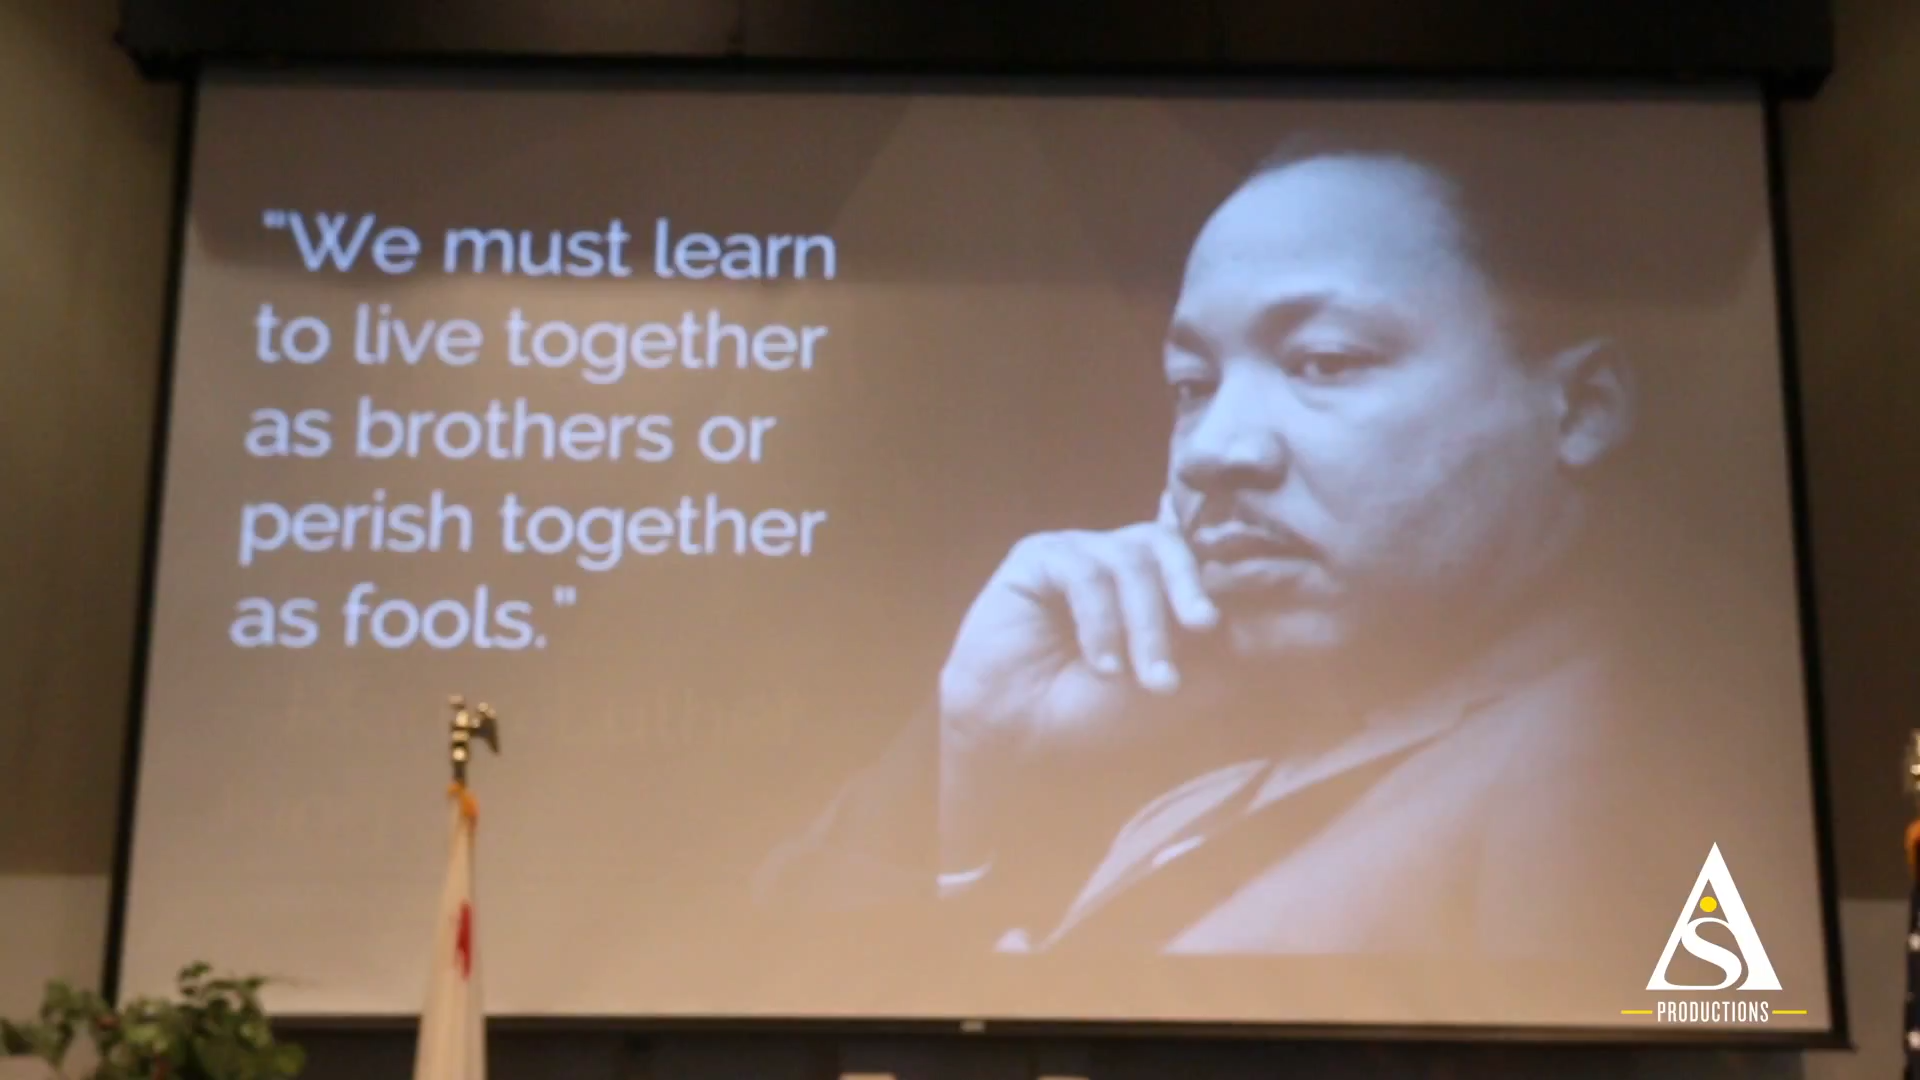 "We must learn
to live together
as brothers or
perish together
as fools."
PRODUCTIONS